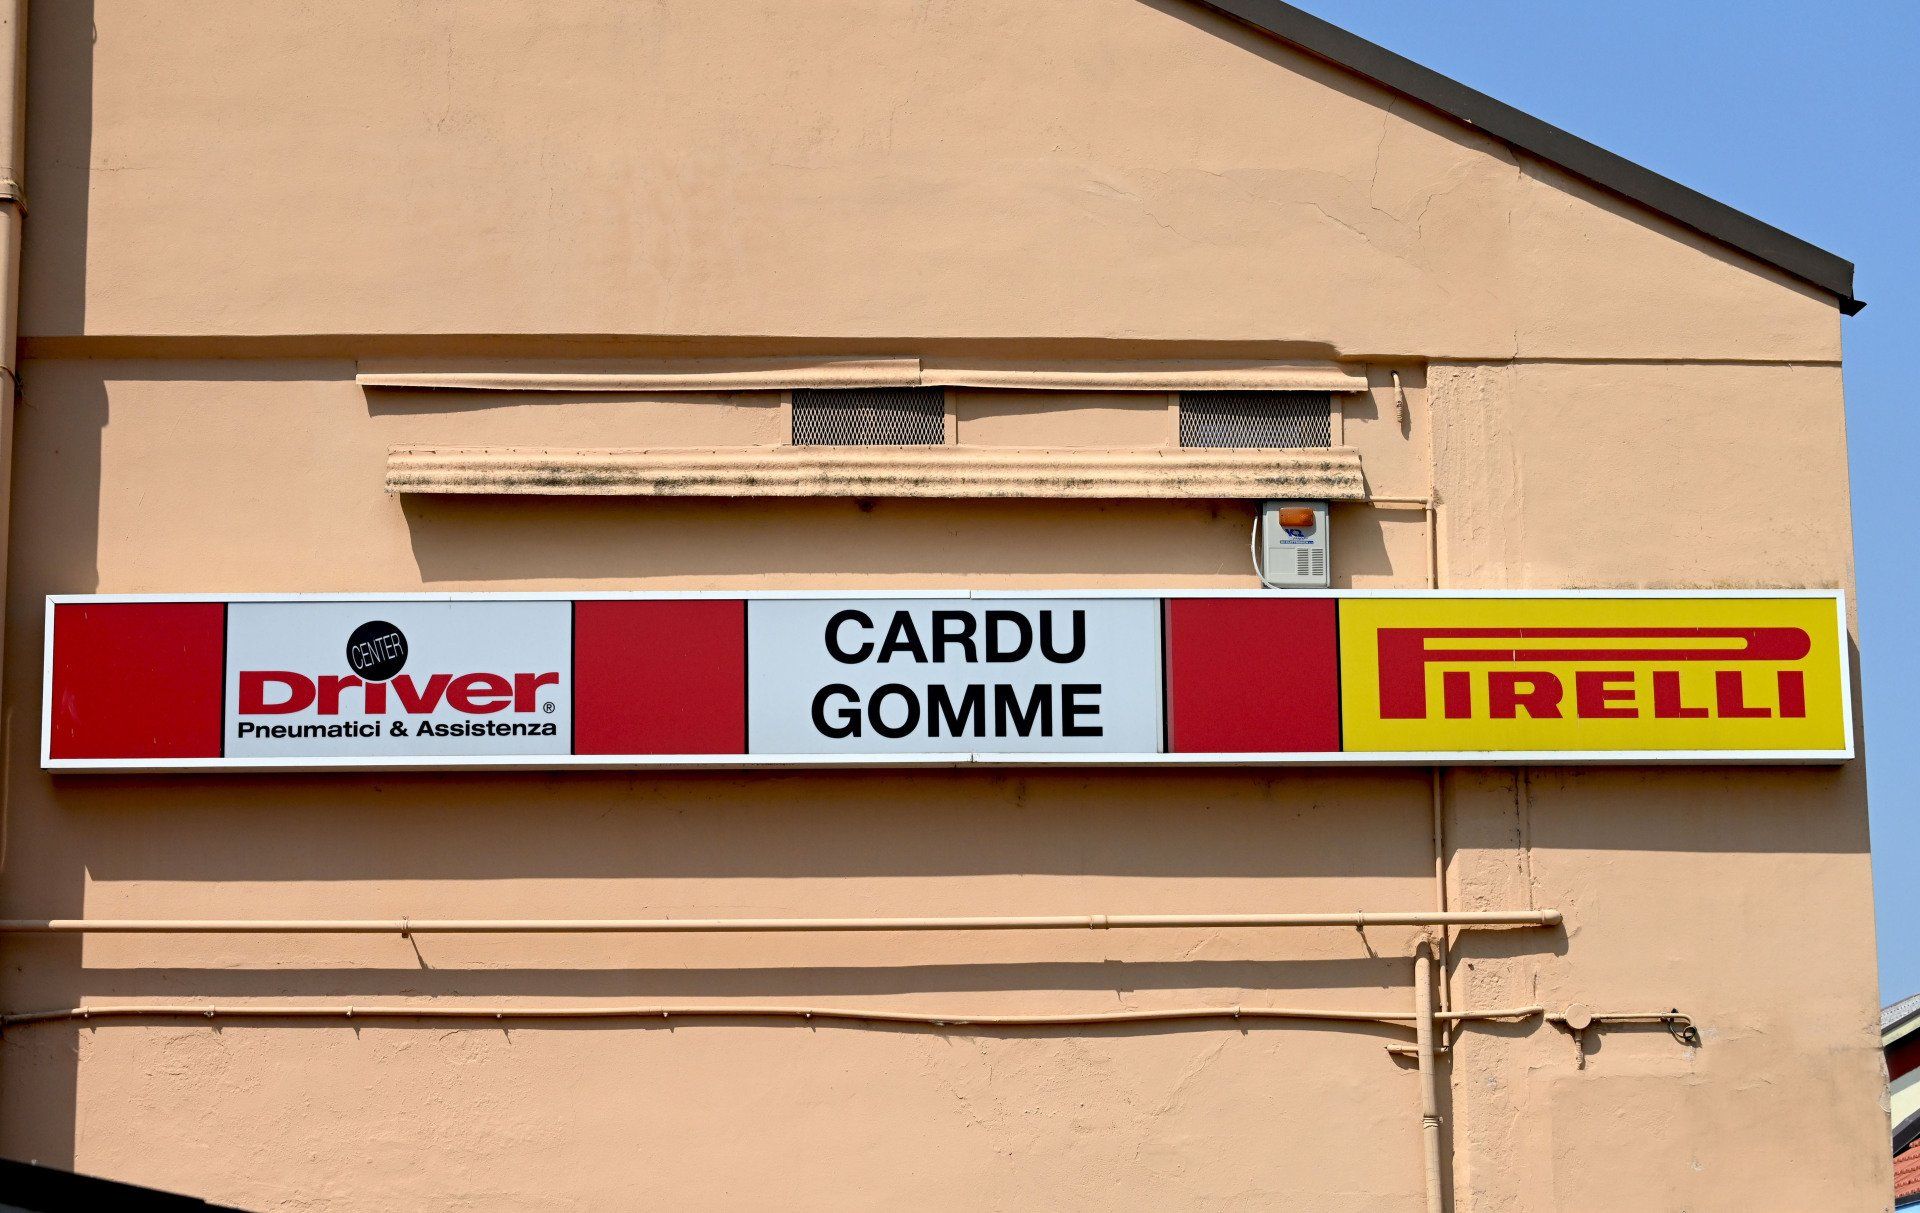 CENTER
Driver®
Pneumatici & Assistenza
CARDU
GOMME
PIRELLI